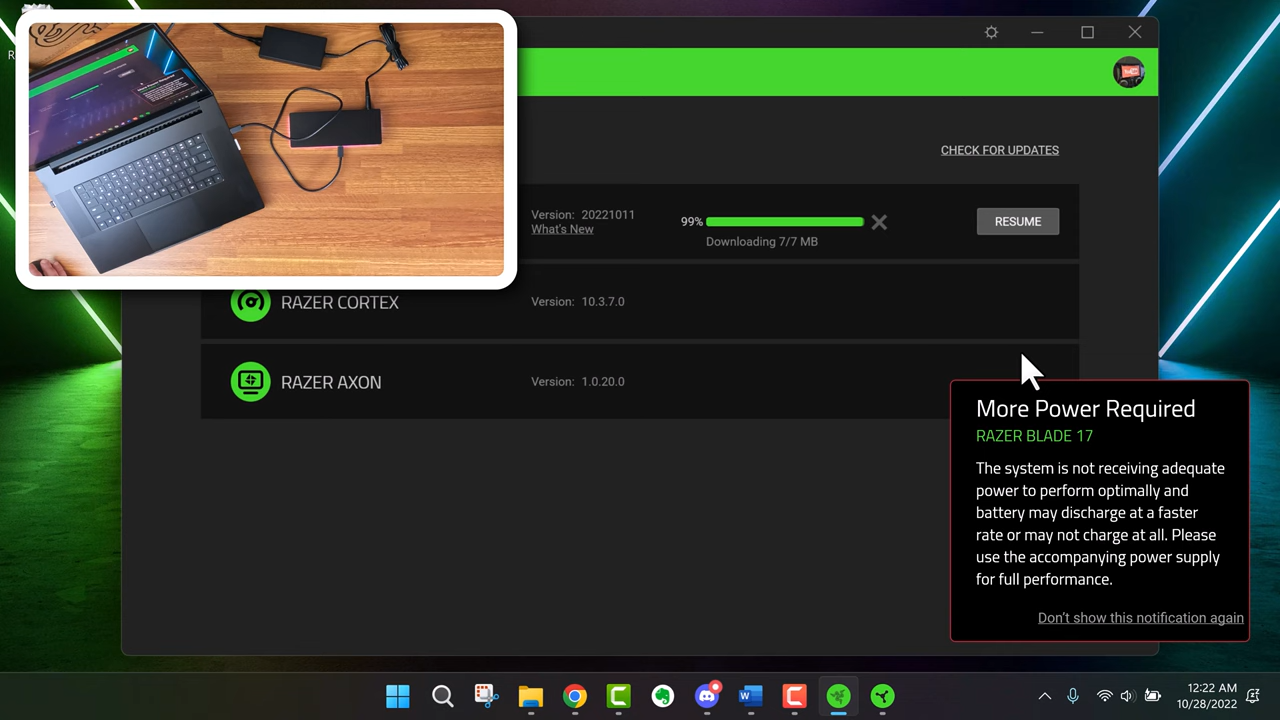 R
CHECK FOR UPDATES
Version: 20221011
What's New
99%
Downloading 7/7 MB
RESUME
RAZER CORTEX
Version: 10.3.7.0
RAZER AXON
Version: 1.0.20.0
More Power Required
RAZER BLADE 17
The system is not receiving adequate
power to perform optimally and
battery may discharge at a faster
rate or may not charge at all. Please
use the accompanying power supply
for full performance.
Don't show this notification again
12:22 AM
10/28/2022